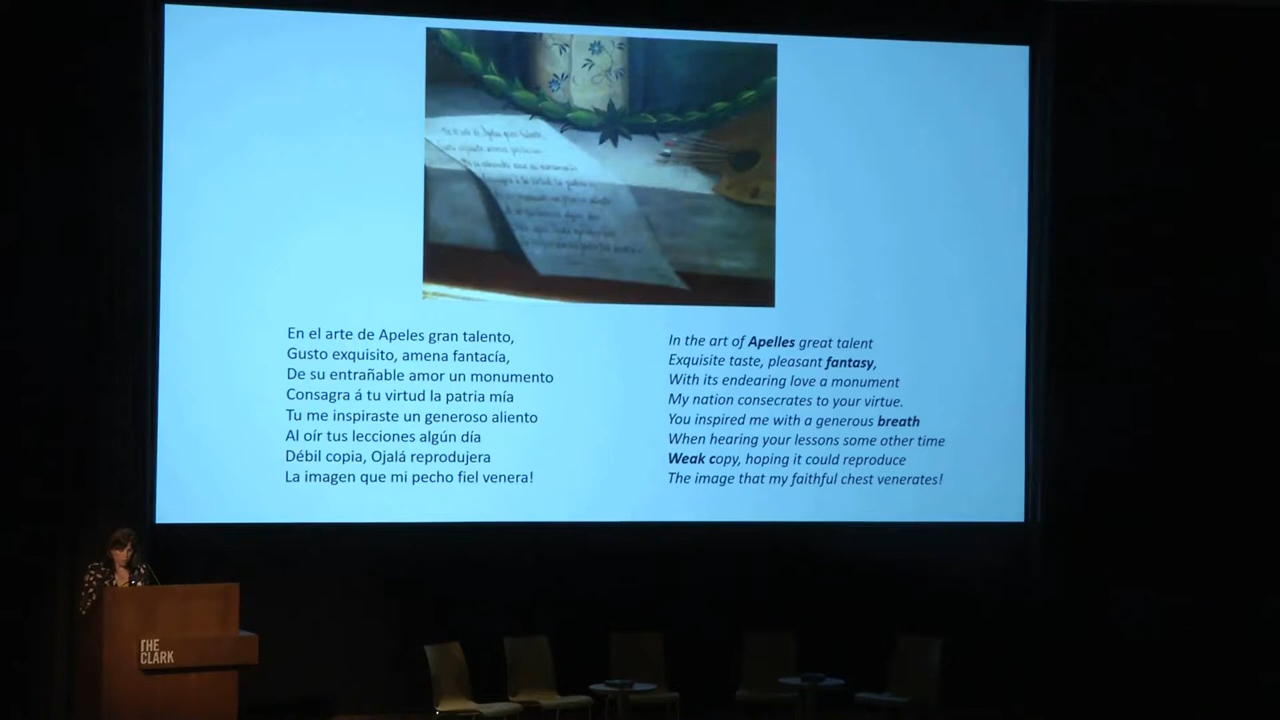 En el arte de Apeles gran talento,
Gusto exquisito, amena fantacía,
De su entrañable amor un monumento
Consagra á tu virtud la patria mía
Tu me inspiraste un generoso aliento
Al oír tus lecciones algún día
Débil copia, Ojalá reprodujera
La imagen que mi pecho fiel venera!
In the art of Apelles great talent
Exquisite taste, pleasant fantasy,
With its endearing love a monument
My nation consecrates to your virtue.
You inspired me with a generous breath
When hearing your lessons some other time
Weak copy, hoping it could reproduce
The image that my faithful chest venerates!
THE
CLARK